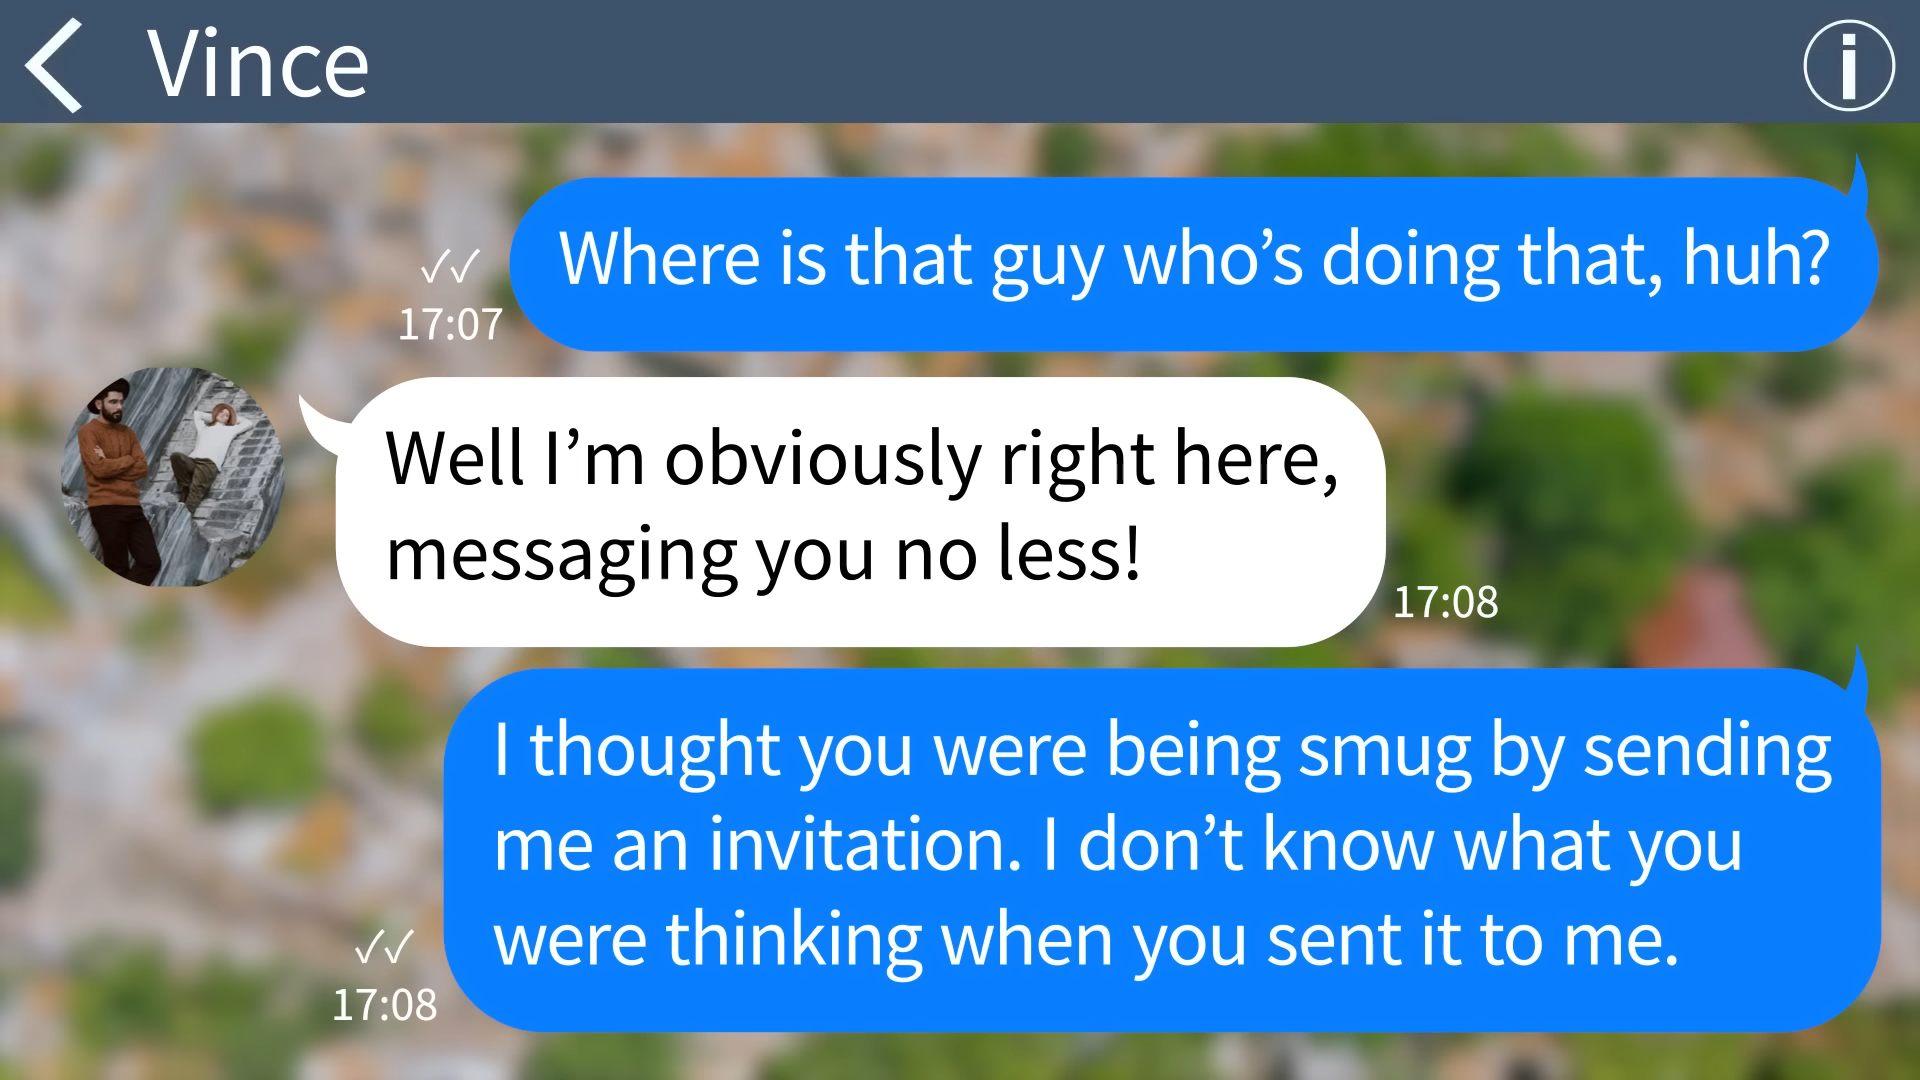 Vince
Where is that guy who’s doing that, huh?
17:07
Well I’m obviously right here,
messaging you no less!
17:08
I thought you were being smug by sending
me an invitation. I don’t know what you
were thinking when you sent it to me.
17:08